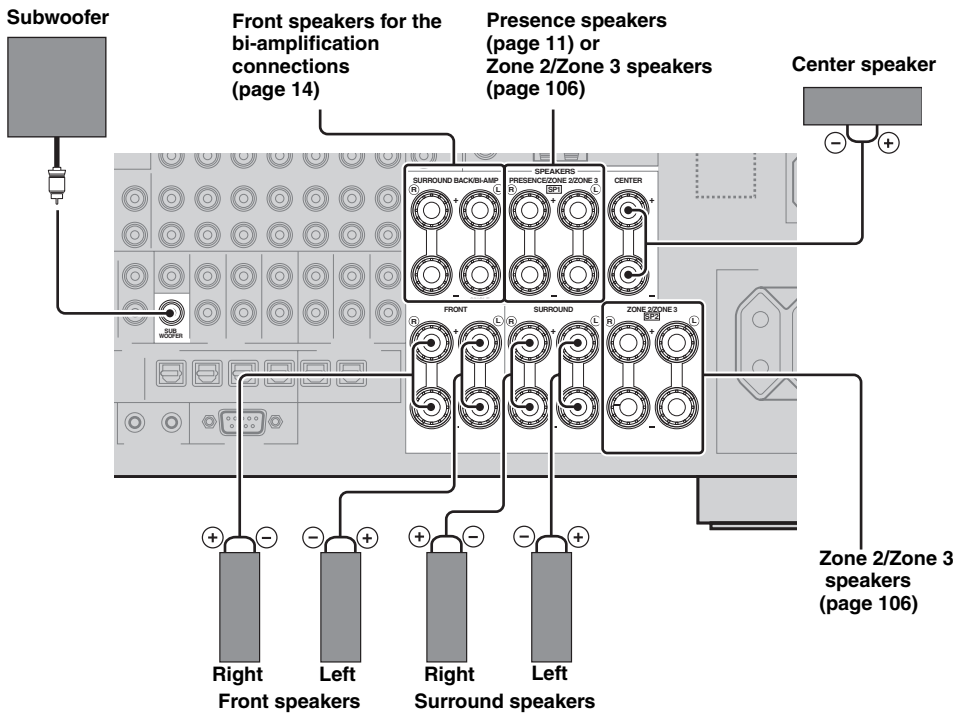 Subwoofer
Front speakers for the
bi-amplification
connections
(page 14)
Presence speakers
(page 11) or
Zone 2/Zone 3 speakers
(page 106)
Center speaker
− +
SPEAKERS
SURROUND BACK/BI-AMP
PRESENCE/ZONE 2/ZONE 3
CENTER
R L
R SP1 L
+ + +
− − −
SUB
WOOFER
FRONT
SURROUND
ZONE 2/ZONE 3
R L
R L
R SP2 L
+ + +
- - −
+ −
− +
+ −
− +
Right
Left
Right
Left
Front speakers
Surround speakers
Zone 2/Zone 3
speakers
(page 106)